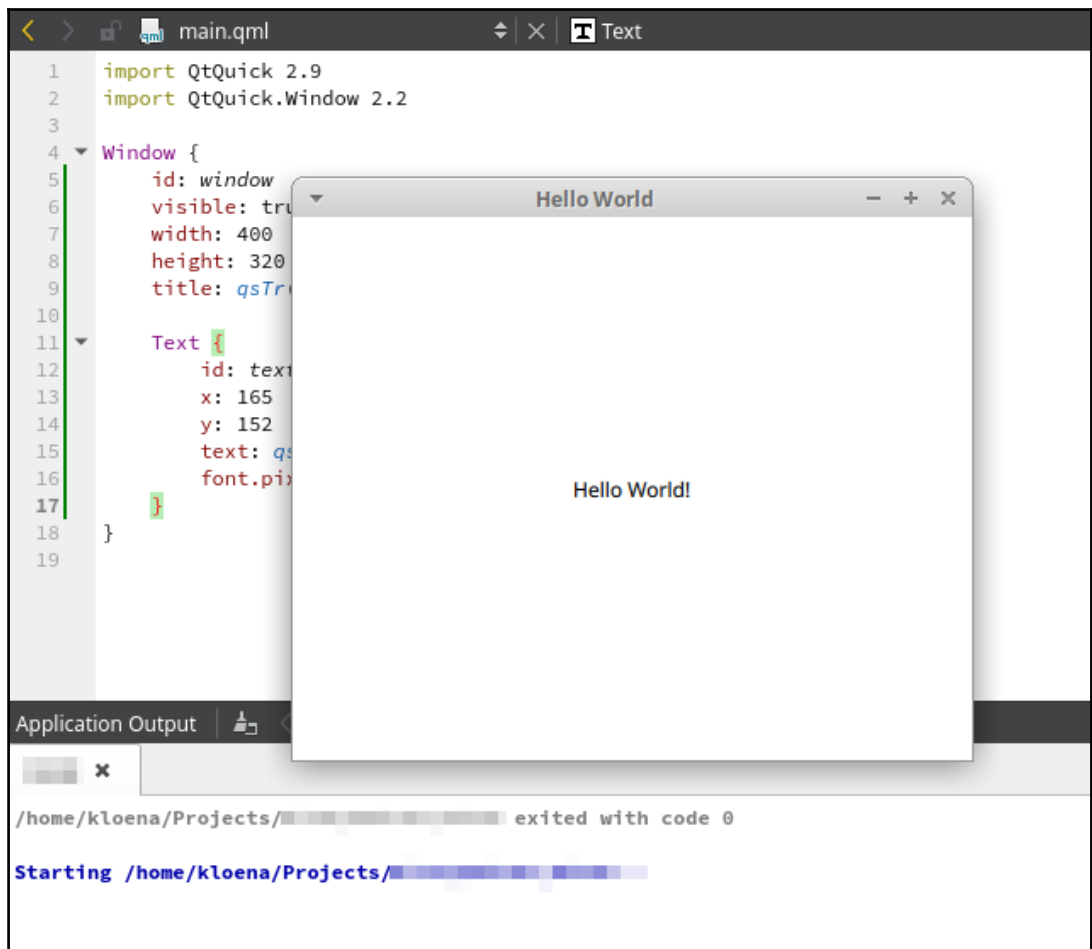 main.qml Text
1 import QtQuick 2.9
2 import QtQuick.Window 2.2
3
4 Window {
5 id: window
6 visible: tru
7 width: 400
8 height: 320
9 title: qsTr
10
11 Text {
12 id: text
13 x: 165
14 y: 152
15 text: qs
16 font.pix
17 }
18 }
19
Hello World
Hello World!
Application Output
/home/kloena/Projects/ exited with code 0
Starting /home/kloena/Projects/